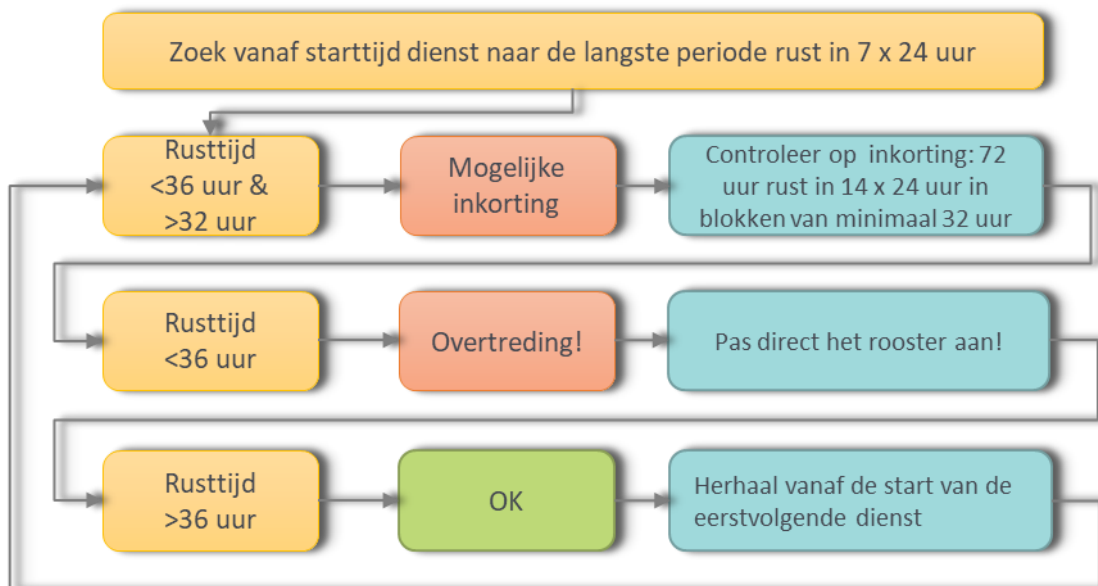 Zoek vanaf starttijd dienst naar de langste periode rust in 7 x 24 uur
Rusttijd
<36 uur &
>32 uur
Mogelijke
inkorting
Controleer op inkorting: 72
uur rust in 14 x 24 uur in
blokken van minimaal 32 uur
Rusttijd
<36 uur
Overtreding!
Pas direct het rooster aan!
Rusttijd
>36 uur
OK
Herhaal vanaf de start van de
eerstvolgende dienst